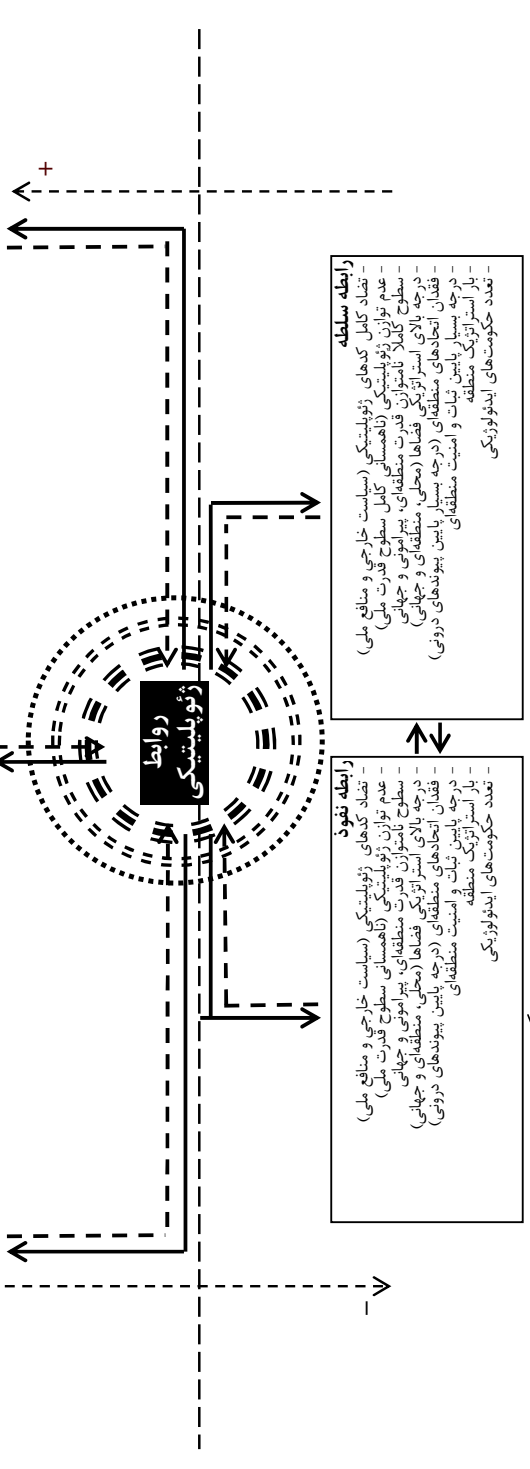 +
روابط
ژئوپلیتیکی
رابطه سلطه
- تضاد کامل کدهای ژئوپلیتیکی (سیاست خارجی و منافع ملی)
- عدم توازن ژئوپلیتیکی (ناهمسانی کامل سطوح قدرت ملی)
- سطوح کاملا نامتوازن قدرت منطقه‌ای، پیرامونی و جهانی
- درجه بالای استراتژیکی فضاها (محلی، منطقه‌ای و جهانی)
- فقدان اتحادهای منطقه‌ای (درجه بسیار پایین پیوندهای درونی)
- درجه بسیار پایین ثبات و امنیت منطقه‌ای
- بار استراتژیک منطقه
- تعدد حکومت‌های ایدئولوژیکی
رابطه نفوذ
- تضاد کدهای ژئوپلیتیکی (سیاست خارجی و منافع ملی)
- عدم توازن ژئوپلیتیکی (ناهمسانی سطوح قدرت ملی)
- سطوح نامتوازن قدرت منطقه‌ای، پیرامونی و جهانی
- درجه بالای استراتژیکی فضاها (محلی، منطقه‌ای و جهانی)
- فقدان اتحادهای منطقه‌ای (درجه پایین پیوندهای درونی)
- درجه پایین ثبات و امنیت منطقه‌ای
- بار استراتژیک منطقه
- تعدد حکومت‌های ایدئولوژیکی
–